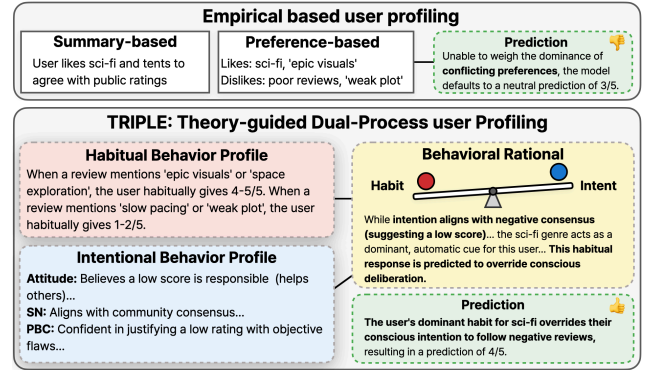 Empirical based user profiling
Summary-based
User likes sci-fi and tents to
agree with public ratings
Preference-based
Likes: sci-fi, 'epic visuals'
Dislikes: poor reviews, 'weak plot'
Prediction
Unable to weigh the dominance of
conflicting preferences, the model
defaults to a neutral prediction of 3/5.
TRIPLE: Theory-guided Dual-Process user Profiling
Habitual Behavior Profile
When a review mentions 'epic visuals' or 'space
exploration', the user habitually gives 4-5/5. When a
review mentions 'slow pacing' or 'weak plot', the user
habitually gives 1-2/5.
Intentional Behavior Profile
Attitude: Believes a low score is responsible (helps
others)...
SN: Aligns with community consensus...
PBC: Confident in justifying a low rating with objective
flaws...
Behavioral Rational
Habit
Intent
While intention aligns with negative consensus
(suggesting a low score)... the sci-fi genre acts as a
dominant, automatic cue for this user... This habitual
response is predicted to override conscious
deliberation.
Prediction
The user's dominant habit for sci-fi overrides their
conscious intention to follow negative reviews,
resulting in a prediction of 4/5.